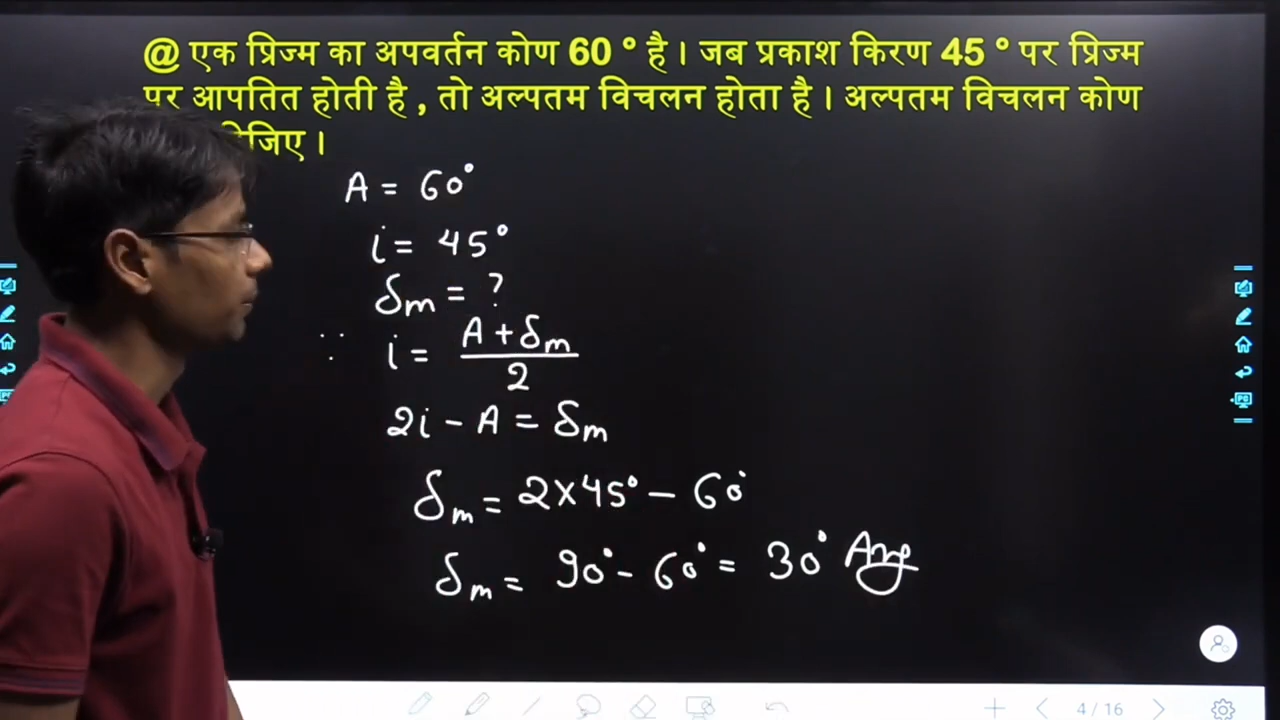 @ एक प्रिज्म का अपवर्तन कोण 60 ° है । जब प्रकाश किरण 45 ° पर प्रिज्म
पर आपतित होती है , तो अल्पतम विचलन होता है । अल्पतम विचलन कोण
A = 60°
i = 45°
δm = ?
∵ i = (A + δm) / 2
2i - A = δm
δm = 2×45° - 60°
δm = 90° - 60° = 30° Ans
4 / 16